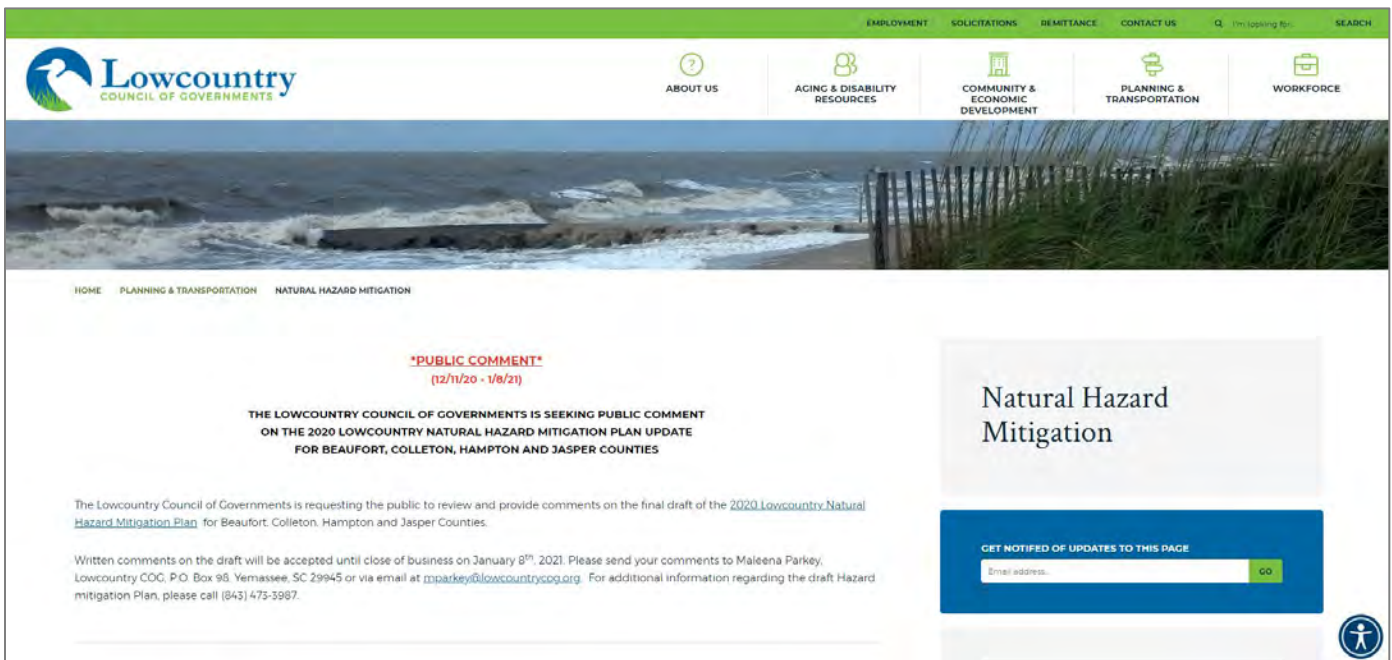 EMPLOYMENT SOLICITATIONS REMITTANCE CONTACT US I'm looking for: SEARCH
Lowcountry
COUNCIL OF GOVERNMENTS
ABOUT US
AGING & DISABILITY
RESOURCES
COMMUNITY &
ECONOMIC
DEVELOPMENT
PLANNING &
TRANSPORTATION
WORKFORCE
HOME PLANNING & TRANSPORTATION NATURAL HAZARD MITIGATION
*PUBLIC COMMENT*
(12/11/20 - 1/8/21)
THE LOWCOUNTRY COUNCIL OF GOVERNMENTS IS SEEKING PUBLIC COMMENT
ON THE 2020 LOWCOUNTRY NATURAL HAZARD MITIGATION PLAN UPDATE
FOR BEAUFORT, COLLETON, HAMPTON AND JASPER COUNTIES
The Lowcountry Council of Governments is requesting the public to review and provide comments on the final draft of the 2020 Lowcountry Natural
Hazard Mitigation Plan for Beaufort, Colleton, Hampton and Jasper Counties.
Written comments on the draft will be accepted until close of business on January 8th, 2021. Please send your comments to Maleena Parkey,
Lowcountry COG, P.O. Box 98, Yemassee, SC 29945 or via email at mparkey@lowcountrycog.org. For additional information regarding the draft Hazard
mitigation Plan, please call (843) 473-3987.
Natural Hazard
Mitigation
GET NOTIFED OF UPDATES TO THIS PAGE
Email address... GO